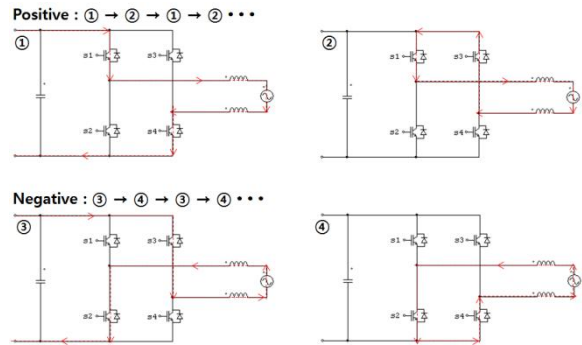 Positive : ① → ② → ① → ② ···
①
s1
s3
s2
s4
②
s1
s3
s2
s4
Negative : ③ → ④ → ③ → ④ ···
③
s1
s3
s2
s4
④
s1
s3
s2
s4